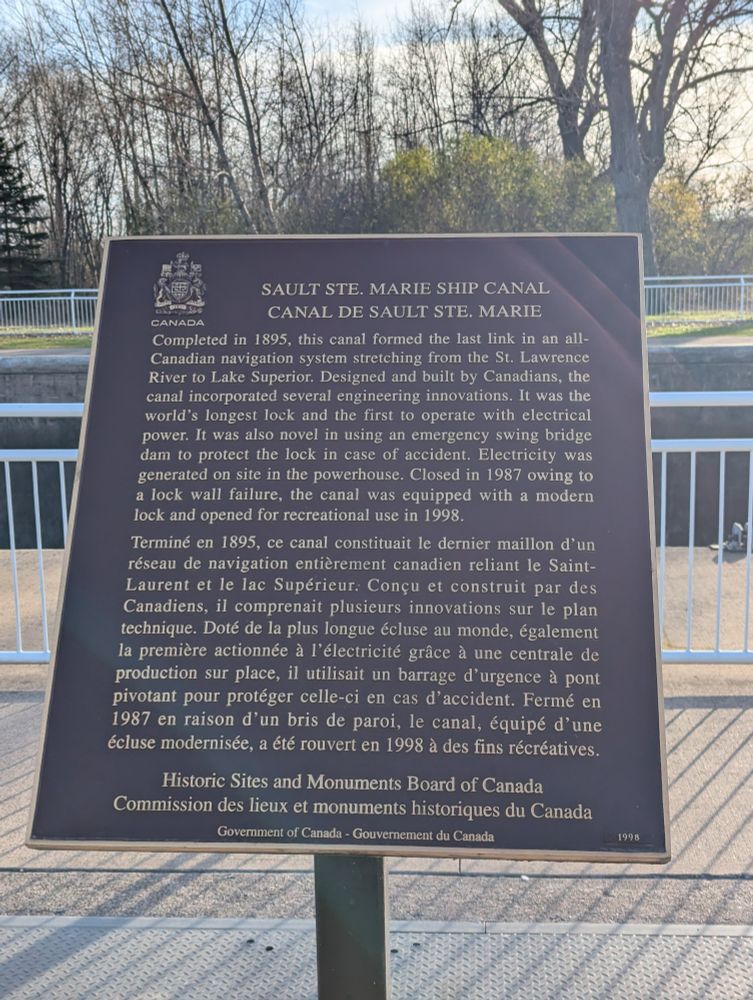 CANADA
SAULT STE. MARIE SHIP CANAL
CANAL DE SAULT STE. MARIE
Completed in 1895, this canal formed the last link in an all-
Canadian navigation system stretching from the St. Lawrence
River to Lake Superior. Designed and built by Canadians, the
canal incorporated several engineering innovations. It was the
world's longest lock and the first to operate with electrical
power. It was also novel in using an emergency swing bridge
dam to protect the lock in case of accident. Electricity was
generated on site in the powerhouse. Closed in 1987 owing to
a lock wall failure, the canal was equipped with a modern
lock and opened for recreational use in 1998.
Terminé en 1895, ce canal constituait le dernier maillon d'un
réseau de navigation entièrement canadien reliant le Saint-
Laurent et le lac Supérieur. Conçu et construit par des
Canadiens, il comprenait plusieurs innovations sur le plan
technique. Doté de la plus longue écluse au monde, également
la première actionnée à l'électricité grâce à une centrale de
production sur place, il utilisait un barrage d'urgence à pont
pivotant pour protéger celle-ci en cas d'accident. Fermé en
1987 en raison d'un bris de paroi, le canal, équipé d'une
écluse modernisée, a été rouvert en 1998 à des fins récréatives.
Historic Sites and Monuments Board of Canada
Commission des lieux et monuments historiques du Canada
Government of Canada - Gouvernement du Canada
1998